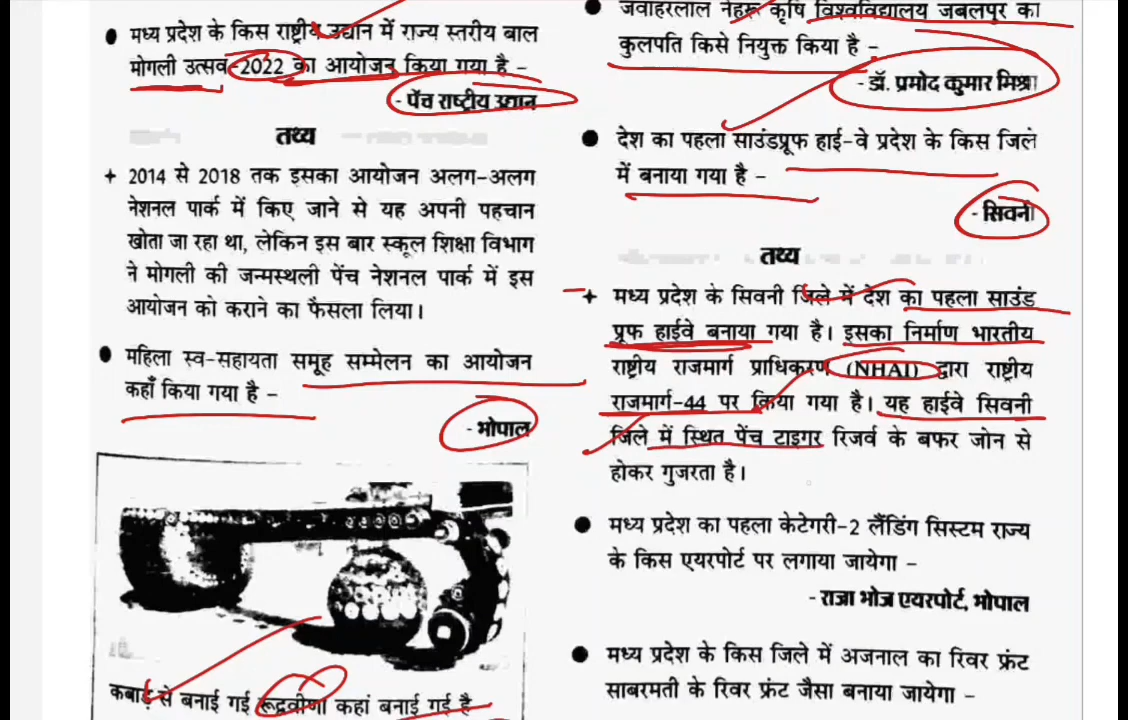 मध्य प्रदेश के किस राष्ट्रीय उद्यान में राज्य स्तरीय बाल
मोगली उत्सव-2022 का आयोजन किया गया है -
- पेंच राष्ट्रीय उद्यान
तथ्य
+ 2014 से 2018 तक इसका आयोजन अलग-अलग
नेशनल पार्क में किए जाने से यह अपनी पहचान
खोता जा रहा था, लेकिन इस बार स्कूल शिक्षा विभाग
ने मोगली की जन्मस्थली पेंच नेशनल पार्क में इस
आयोजन को कराने का फैसला लिया।
● महिला स्व-सहायता समूह सम्मेलन का आयोजन
कहाँ किया गया है -
- भोपाल
कबाड़ से बनाई गई रूद्रवीणा कहां बनाई गई है
● जवाहरलाल नेहरू कृषि विश्वविद्यालय जबलपुर का
कुलपति किसे नियुक्त किया है -
- डॉ. प्रमोद कुमार मिश्रा
● देश का पहला साउंडप्रूफ हाई-वे प्रदेश के किस जिले
में बनाया गया है -
- सिवनी
तथ्य
+ मध्य प्रदेश के सिवनी जिले में देश का पहला साउंड
प्रूफ हाईवे बनाया गया है। इसका निर्माण भारतीय
राष्ट्रीय राजमार्ग प्राधिकरण (NHAI) द्वारा राष्ट्रीय
राजमार्ग-44 पर किया गया है। यह हाईवे सिवनी
जिले में स्थित पेंच टाइगर रिजर्व के बफर जोन से
होकर गुजरता है।
● मध्य प्रदेश का पहला केटेगरी-2 लैंडिंग सिस्टम राज्य
के किस एयरपोर्ट पर लगाया जायेगा -
- राजा भोज एयरपोर्ट, भोपाल
● मध्य प्रदेश के किस जिले में अजनाल का रिवर फ्रंट
साबरमती के रिवर फ्रंट जैसा बनाया जायेगा -